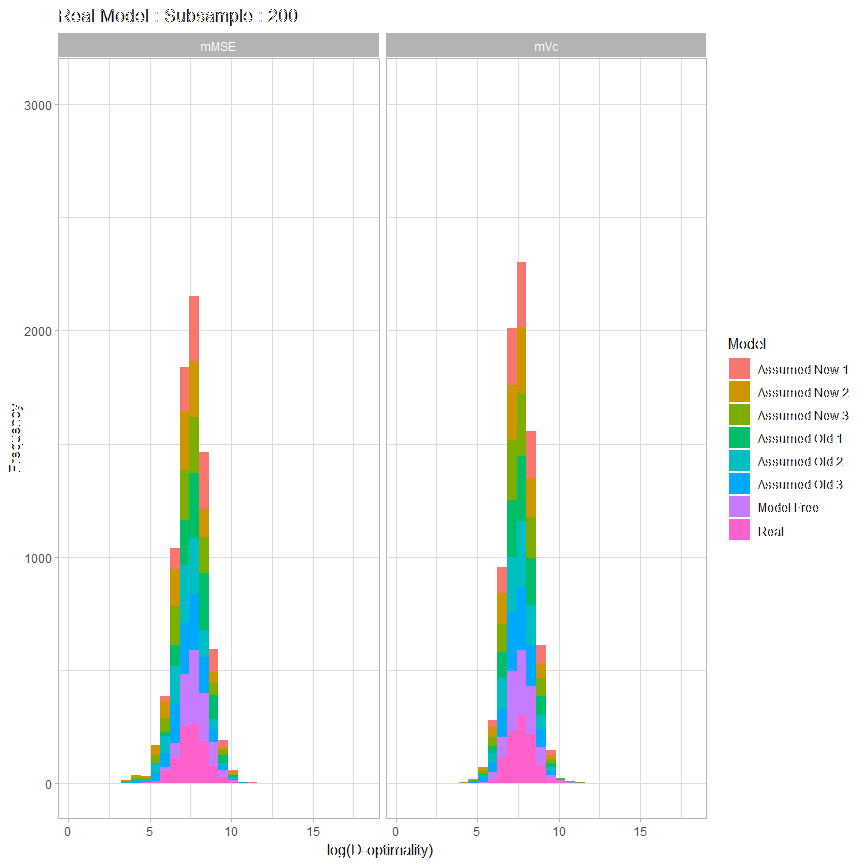 Real Model : Subsample : 200
mMSE mVc
3000
2000
1000
0
Frequency
0 5 10 15 0 5 10 15
log(D-optimality)
Model
Assumed New 1
Assumed New 2
Assumed New 3
Assumed Old 1
Assumed Old 2
Assumed Old 3
Model Free
Real